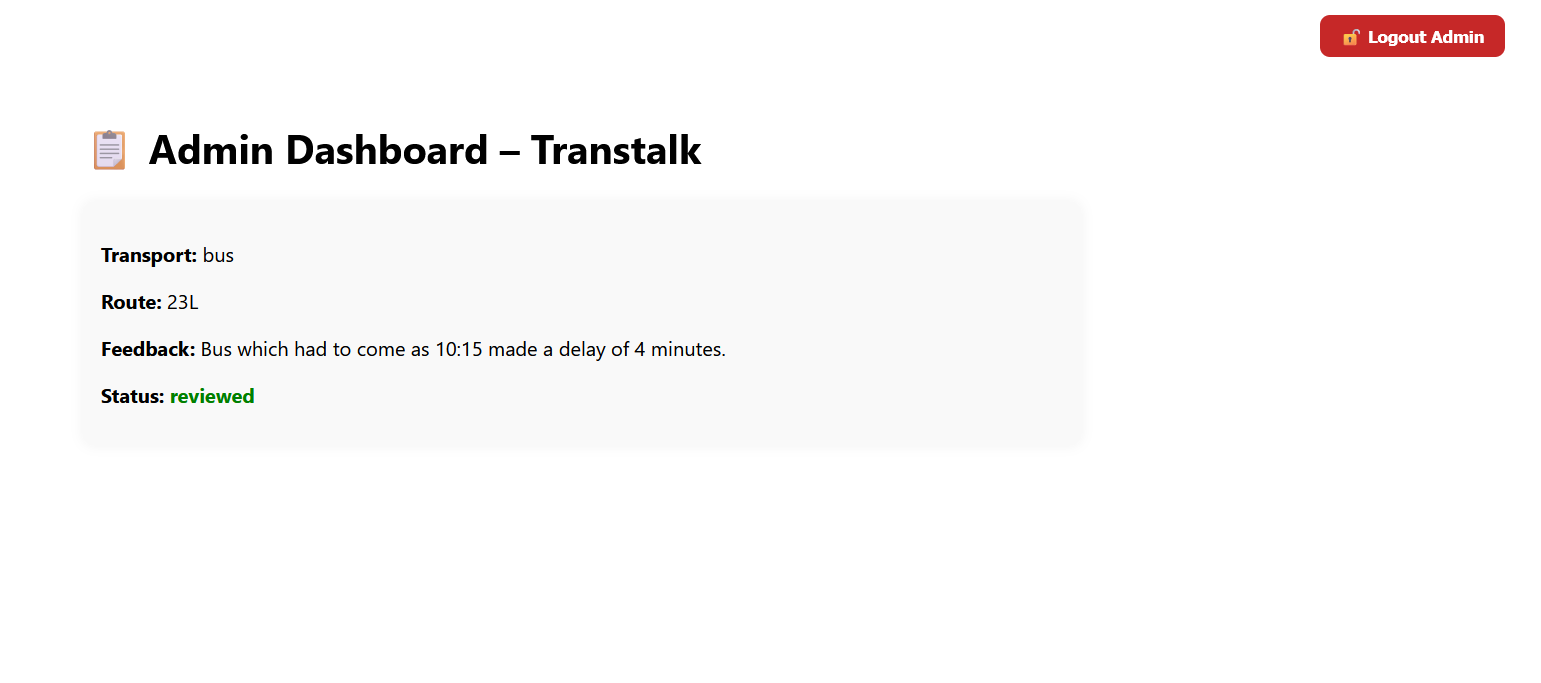 🔓 Logout Admin
📋 Admin Dashboard – Transtalk
Transport: bus
Route: 23L
Feedback: Bus which had to come as 10:15 made a delay of 4 minutes.
Status: reviewed